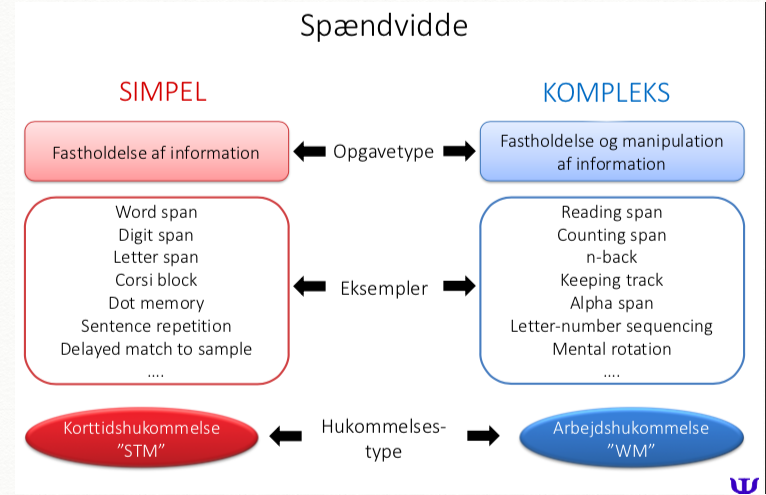 Spændvidde
SIMPEL
KOMPLEKS
Fastholdelse af information
Opgavetype
Fastholdelse og manipulation
af information
Word span
Digit span
Letter span
Corsi block
Dot memory
Sentence repetition
Delayed match to sample
....
Eksempler
Reading span
Counting span
n-back
Keeping track
Alpha span
Letter-number sequencing
Mental rotation
....
Korttidshukommelse
”STM”
Hukommelses-
type
Arbejdshukommelse
”WM”